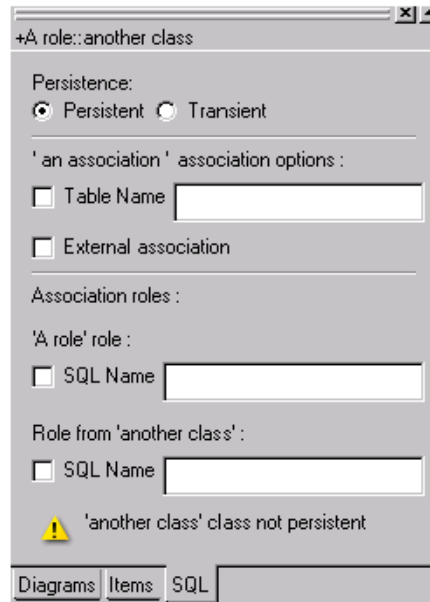 +A role::another class
Persistence:
Persistent Transient
' an association ' association options :
Table Name
External association
Association roles :
'A role' role :
SQL Name
Role from 'another class' :
SQL Name
'another class' class not persistent
Diagrams Items SQL